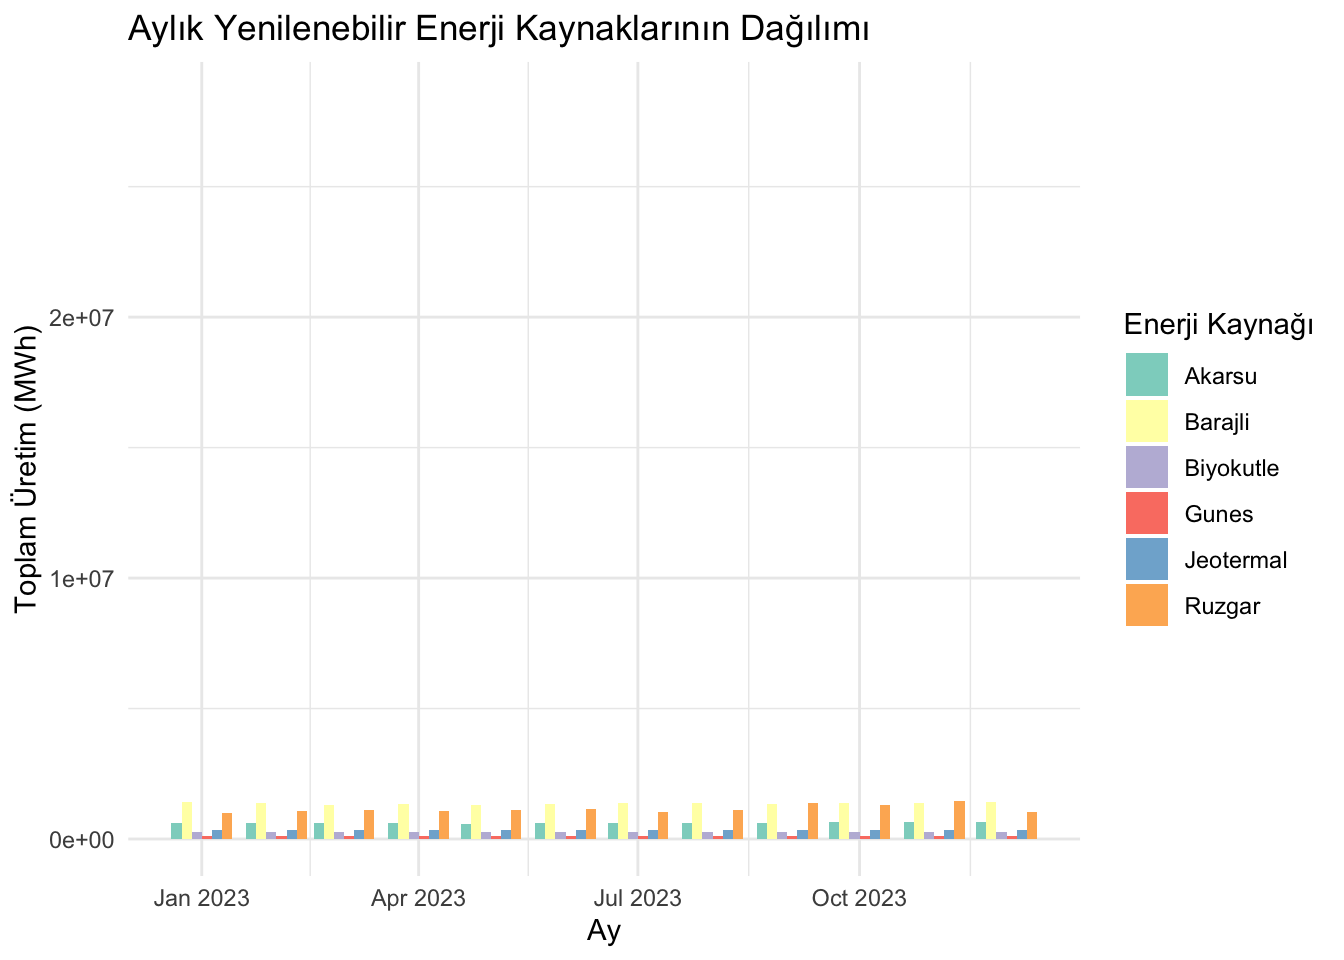 Aylık Yenilenebilir Enerji Kaynaklarının Dağılımı
Toplam Üretim (MWh)
2e+07
1e+07
0e+00
Jan 2023
Apr 2023
Jul 2023
Oct 2023
Ay
Enerji Kaynağı
Akarsu
Barajli
Biyokutle
Gunes
Jeotermal
Ruzgar